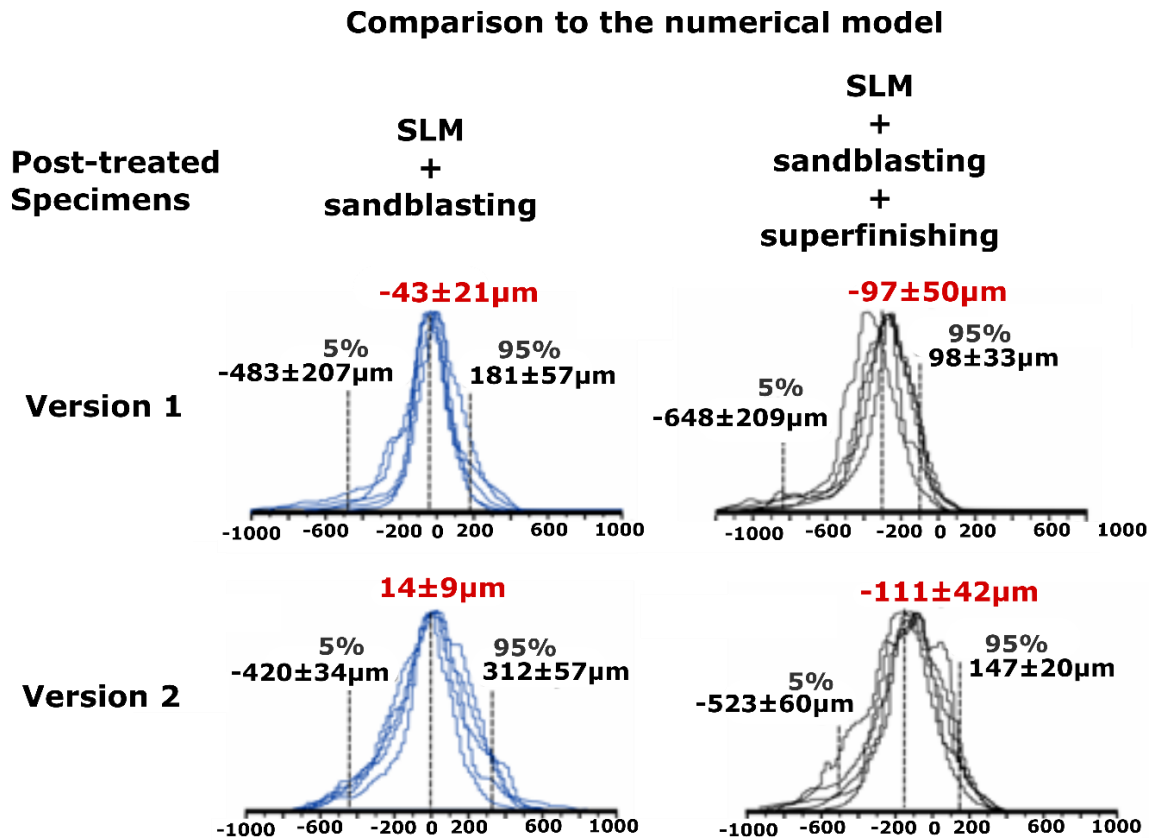 Comparison to the numerical model
Post-treated
Specimens
SLM
+
sandblasting
SLM
+
sandblasting
+
superfinishing
Version 1
-43±21µm
5%
-483±207µm
95%
181±57µm
-1000 -600 -200 0 200 600 1000
-97±50µm
5%
-648±209µm
95%
98±33µm
-1000 -600 -200 0 200 600 1000
Version 2
14±9µm
5%
-420±34µm
95%
312±57µm
-1000 -600 -200 0 200 600 1000
-111±42µm
5%
-523±60µm
95%
147±20µm
-1000 -600 -200 0 200 600 1000